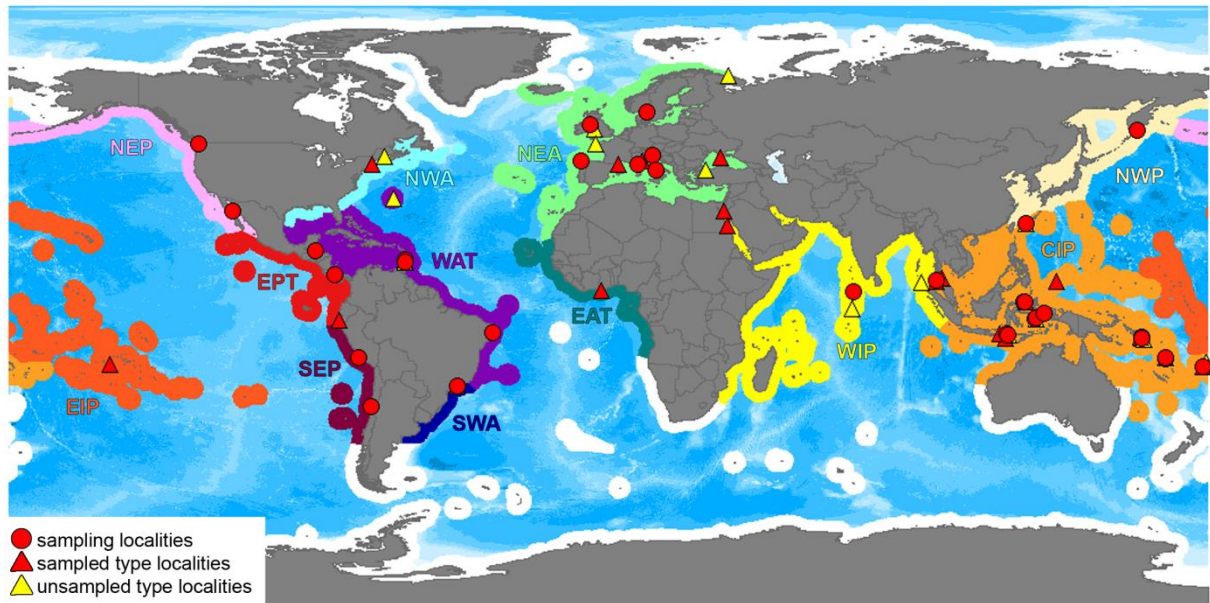 NEP
NEA
NWA
NWP
CIP
WAT
EPT
EAT
WIP
SEP
EIP
SWA
sampling localities
sampled type localities
unsampled type localities